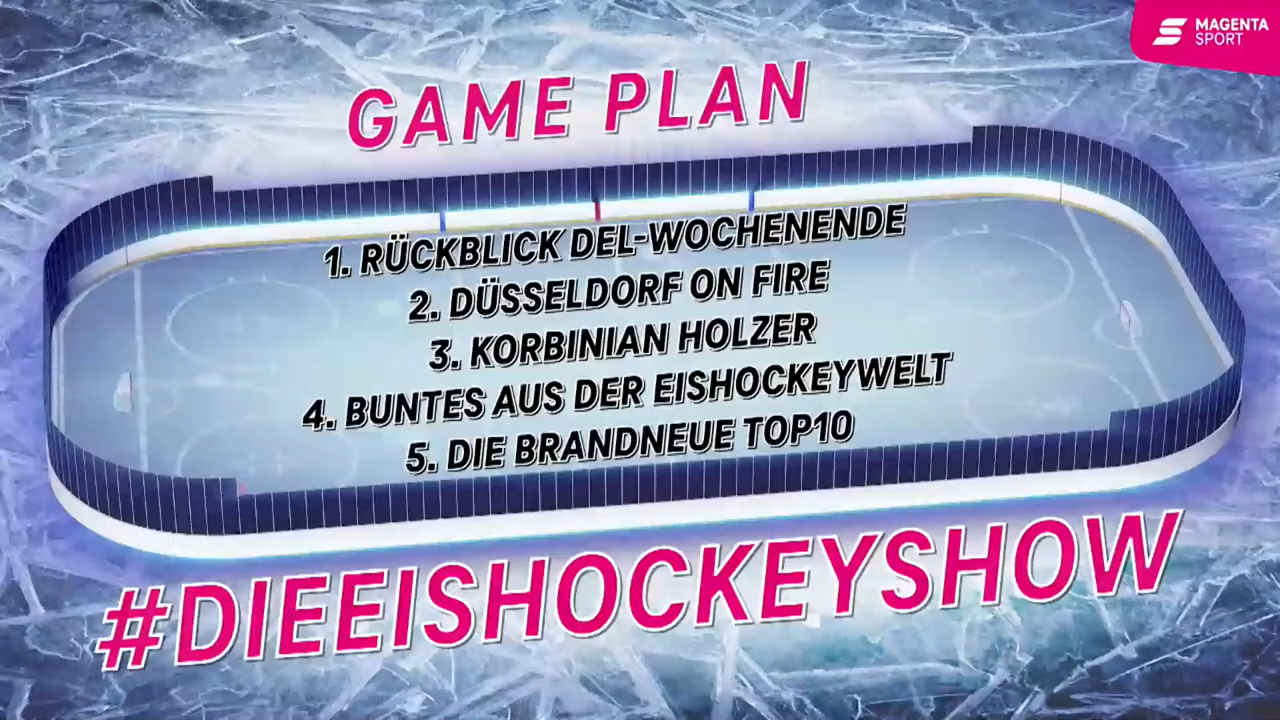 MAGENTA
SPORT
GAME PLAN
1. RÜCKBLICK DEL-WOCHENENDE
2. DÜSSELDORF ON FIRE
3. KORBINIAN HOLZER
4. BUNTES AUS DER EISHOCKEYWELT
5. DIE BRANDNEUE TOP10
#DIEEISHOCKEYSHOW